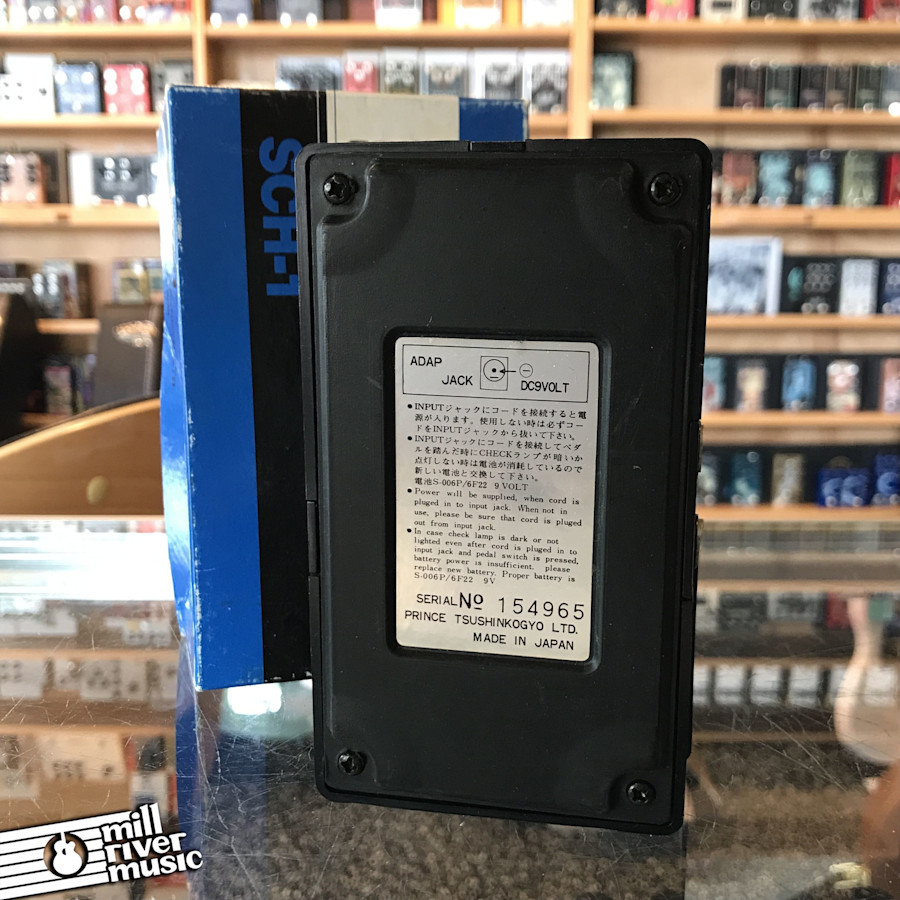 SCH-1
ADAP
JACK ⊖ DC9VOLT
●INPUTジャックにコードを接続すると電
源が入ります。使用しない時は必ずコー
ドをINPUTジャックから抜いて下さい。
●INPUTジャックにコードを接続してペダ
ルを踏んだ時にCHECKランプが暗いか
点灯しない時は電池が消耗しているので
新しい電池と交換して下さい。
電池S-006P/6F22 9VOLT
●Power will be supplied, when cord is
pluged in to input jack. When not in
use, please be sure that cord is pluged
out from input jack.
●In case check lamp is dark or not
lighted even after cord is pluged in to
input jack and pedal switch is pressed,
battery power is insufficient. please
replace new battery. Proper battery is
S-006P/6F22 9V
SERIAL No 154965
PRINCE TSUSHINKOGYO LTD.
MADE IN JAPAN
mill
river
music